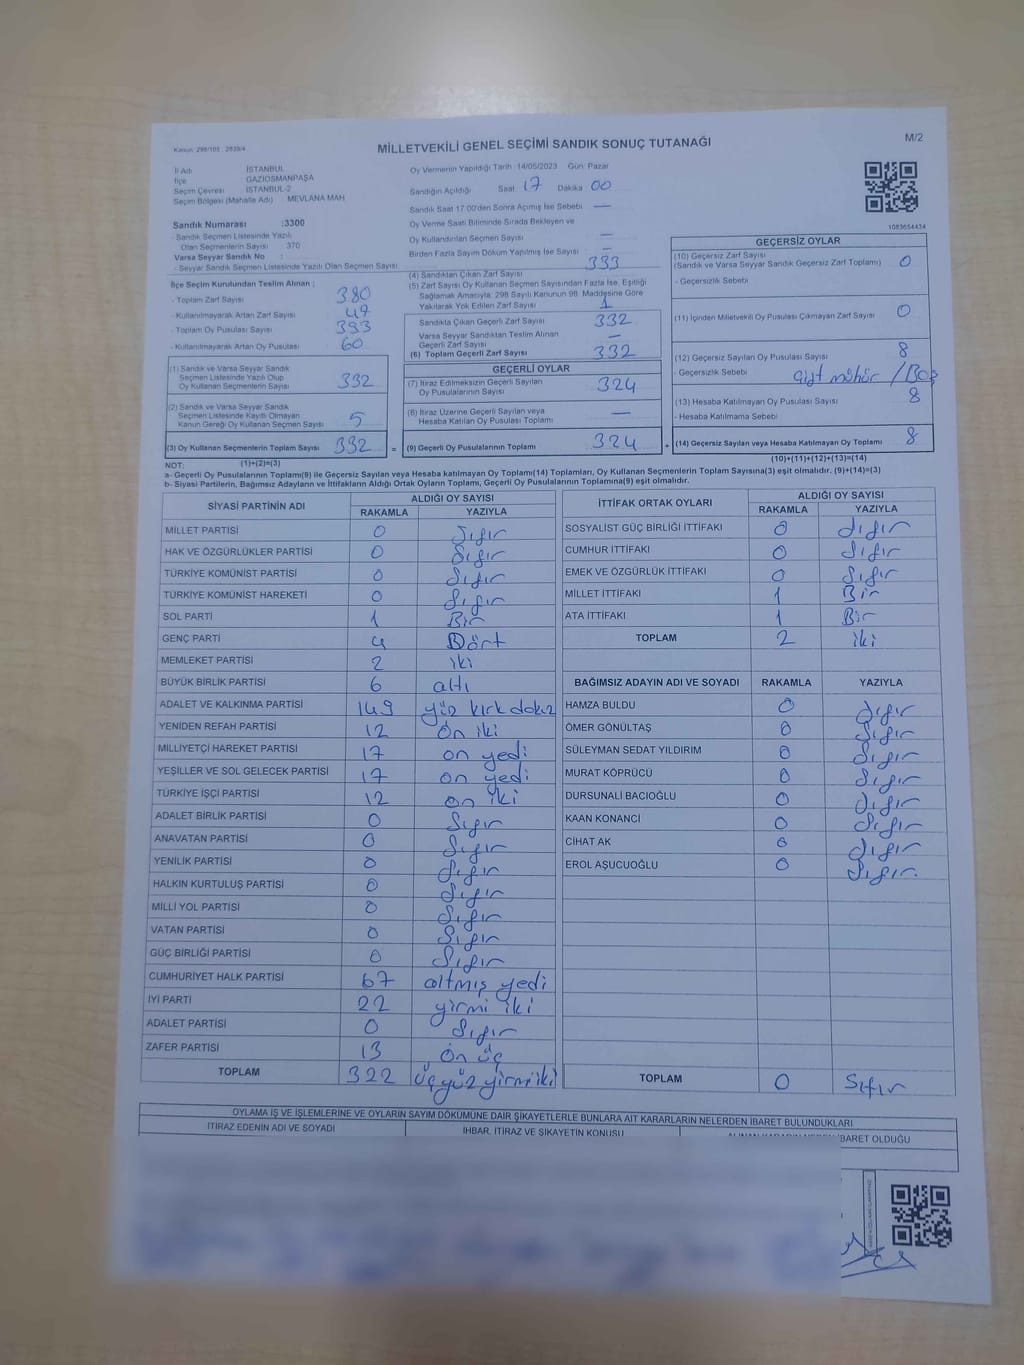 Kanun: 298/105 2839/4
MİLLETVEKİLİ GENEL SEÇİMİ SANDIK SONUÇ TUTANAĞI
M/2
İl Adı İSTANBUL
İlçe GAZİOSMANPAŞA
Seçim Çevresi İSTANBUL-2
Seçim Bölgesi (Mahalle Adı) : MEVLANA MAH
Oy Vermenin Yapıldığı Tarih :14/05/2023 Gün: Pazar
Sandığın Açıldığı Saat: 17 Dakika 00
Sandık Saat 17:00'den Sonra Açılmış İse Sebebi : —
Oy Verme Saati Bitiminde Sırada Bekleyen ve
Oy Kullandırılan Seçmen Sayısı —
Birden Fazla Sayım Döküm Yapılmış İse Sayısı —
1083654434
Sandık Numarası :3300
- Sandık Seçmen Listesinde Yazılı
Olan Seçmenlerin Sayısı : 370
Varsa Seyyar Sandık No :
- Seyyar Sandık Seçmen Listesinde Yazılı Olan Seçmen Sayısı
İlçe Seçim Kurulundan Teslim Alınan ;
- Toplam Zarf Sayısı 380
- Kullanılmayarak Artan Zarf Sayısı 47
- Toplam Oy Pusulası Sayısı 393
- Kullanılmayarak Artan Oy Pusulası 60
(1) Sandık ve Varsa Seyyar Sandık
Seçmen Listesinde Yazılı Olup
Oy Kullanan Seçmenlerin Sayısı 332
(2) Sandık ve Varsa Seyyar Sandık
Seçmen Listesinde Kayıtlı Olmayan
Kanun Gereği Oy Kullanan Seçmen Sayısı 5
(3) Oy Kullanan Seçmenlerin Toplam Sayısı 332 =
(1)+(2)=(3)
(4) Sandıktan Çıkan Zarf Sayısı 333
(5) Zarf Sayısı Oy Kullanan Seçmen Sayısından Fazla İse, Eşitliği
Sağlamak Amacıyla; 298 Sayılı Kanunun 98. Maddesine Göre
Yakılarak Yok Edilen Zarf Sayısı 1
Sandıkta Çıkan Geçerli Zarf Sayısı 332
Varsa Seyyar Sandıktan Teslim Alınan
Geçerli Zarf Sayısı
(6) Toplam Geçerli Zarf Sayısı 332
GEÇERLİ OYLAR
(7) İtiraz Edilmeksizin Geçerli Sayılan
Oy Pusulalarının Sayısı 324
(8) İtiraz Üzerine Geçerli Sayılan veya
Hesaba Katılan Oy Pusulası Toplamı —
(9) Geçerli Oy Pusulalarının Toplamı 324 +
GEÇERSİZ OYLAR
(10) Geçersiz Zarf Sayısı
(Sandık ve Varsa Seyyar Sandık Geçersiz Zarf Toplamı) 0
- Geçersizlik Sebebi
(11) İçinden Milletvekili Oy Pusulası Çıkmayan Zarf Sayısı 0
(12) Geçersiz Sayılan Oy Pusulası Sayısı 8
- Geçersizlik Sebebi çift mühür / Boş
(13) Hesaba Katılmayan Oy Pusulası Sayısı 8
- Hesaba Katılmama Sebebi
(14) Geçersiz Sayılan veya Hesaba Katılmayan Oy Toplamı 8
(10)+(11)+(12)+(13)=(14)
NOT:
a- Geçerli Oy Pusulalarının Toplamı(9) ile Geçersiz Sayılan veya Hesaba katılmayan Oy Toplamı(14) Toplamları, Oy Kullanan Seçmenlerin Toplam Sayısına(3) eşit olmalıdır. (9)+(14)=(3)
b- Siyasi Partilerin, Bağımsız Adayların ve İttifakların Aldığı Ortak Oyların Toplamı, Geçerli Oy Pusulalarının Toplamına(9) eşit olmalıdır.
SİYASİ PARTİNİN ADI
ALDIĞI OY SAYISI
RAKAMLA YAZIYLA
MİLLET PARTİSİ 0 Sıfır
HAK VE ÖZGÜRLÜKLER PARTİSİ 0 Sıfır
TÜRKİYE KOMÜNİST PARTİSİ 0 Sıfır
TÜRKİYE KOMÜNİST HAREKETİ 0 Sıfır
SOL PARTİ 1 Bir
GENÇ PARTİ 4 Dört
MEMLEKET PARTİSİ 2 iki
BÜYÜK BİRLİK PARTİSİ 6 altı
ADALET VE KALKINMA PARTİSİ 149 yüz kırk dokuz
YENİDEN REFAH PARTİSİ 12 on iki
MİLLİYETÇİ HAREKET PARTİSİ 17 on yedi
YEŞİLLER VE SOL GELECEK PARTİSİ 17 on yedi
TÜRKİYE İŞÇİ PARTİSİ 12 on iki
ADALET BİRLİK PARTİSİ 0 Sıfır
ANAVATAN PARTİSİ 0 Sıfır
YENİLİK PARTİSİ 0 Sıfır
HALKIN KURTULUŞ PARTİSİ 0 Sıfır
MİLLİ YOL PARTİSİ 0 Sıfır
VATAN PARTİSİ 0 Sıfır
GÜÇ BİRLİĞİ PARTİSİ 0 Sıfır
CUMHURİYET HALK PARTİSİ 67 altmış yedi
İYİ PARTİ 22 yirmi iki
ADALET PARTİSİ 0 Sıfır
ZAFER PARTİSİ 13 on üç
TOPLAM 322 üçyüz yirmi iki
İTTİFAK ORTAK OYLARI
ALDIĞI OY SAYISI
RAKAMLA YAZIYLA
SOSYALİST GÜÇ BİRLİĞİ İTTİFAKI 0 Sıfır
CUMHUR İTTİFAKI 0 Sıfır
EMEK VE ÖZGÜRLÜK İTTİFAKI 0 Sıfır
MİLLET İTTİFAKI 1 Bir
ATA İTTİFAKI 1 Bir
TOPLAM 2 iki
BAĞIMSIZ ADAYIN ADI VE SOYADI RAKAMLA YAZIYLA
HAMZA BULDU 0 Sıfır
ÖMER GÖNÜLTAŞ 0 Sıfır
SÜLEYMAN SEDAT YILDIRIM 0 Sıfır
MURAT KÖPRÜCÜ 0 Sıfır
DURSUNALİ BACIOĞLU 0 Sıfır
KAAN KONANCİ 0 Sıfır
CİHAT AK 0 Sıfır
EROL AŞUCUOĞLU 0 Sıfır.
TOPLAM 0 Sıfır
OYLAMA İŞ VE İŞLEMLERİNE VE OYLARIN SAYIM DÖKÜMÜNE DAİR ŞİKAYETLERLE BUNLARA AİT KARARLARIN NELERDEN İBARET BULUNDUKLARI
İTİRAZ EDENİN ADI VE SOYADI İHBAR, İTİRAZ VE ŞİKAYETİN KONUSU İBARET OLDUĞU